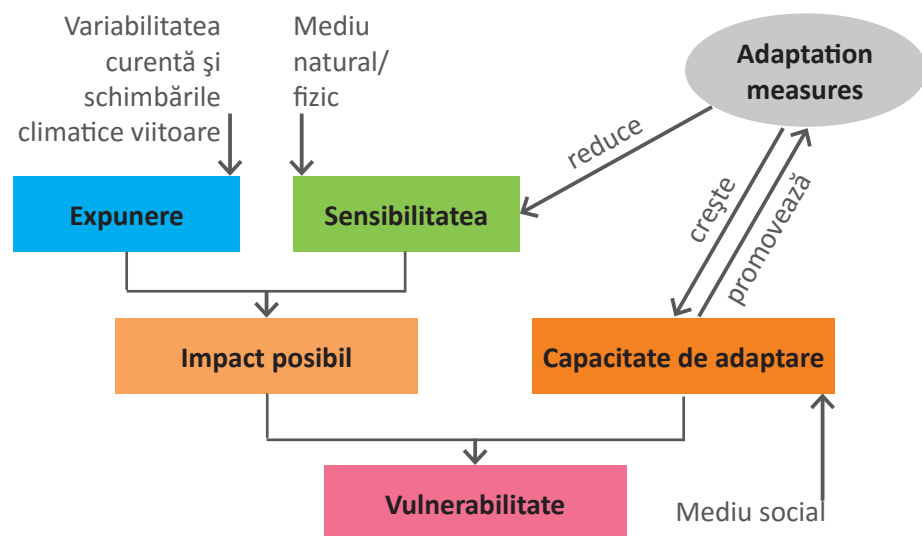 Variabilitatea
curentă şi
schimbările
climatice viitoare
Mediu
natural/
fizic
Adaptation
measures
reduce
Expunere
Sensibilitatea
creşte
promovează
Impact posibil
Capacitate de adaptare
Vulnerabilitate
Mediu social